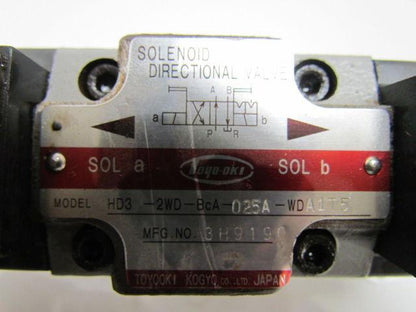 SOLENOID
DIRECTIONAL VALVE
A B
a b
P R
SOL a TOYO-OKI SOL b
MODEL HD3 -2WD-BcA-025A-WDA1T5
MFG.NO. 3H9190
TOYOOKI KOGYO CO.,LTD. JAPAN